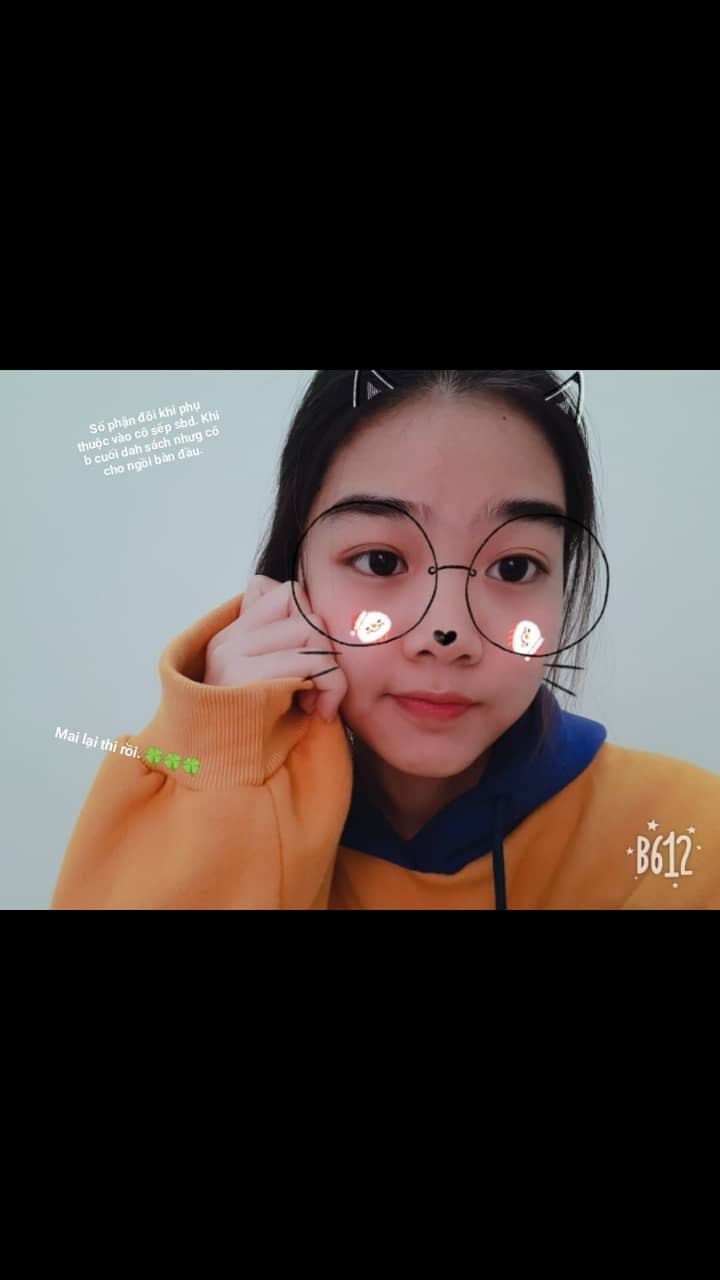 Số phận đôi khi phụ
thuộc vào cô sếp sbd. Khi
b cuối dah sách nhưg cô
cho ngồi bàn đầu.
Mai lại thi rồi. 🍀🍀🍀
B612